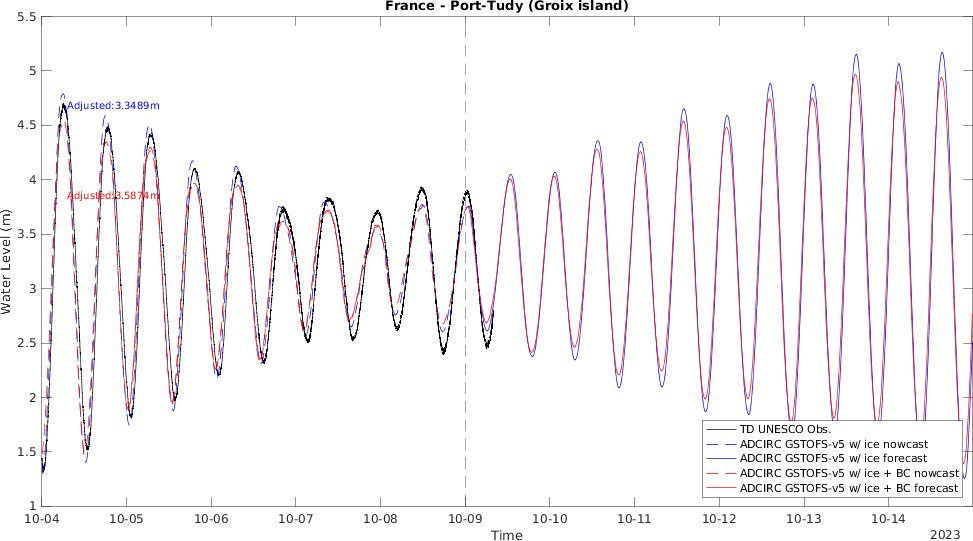 France - Port-Tudy (Groix island)
5.5
5
4.5
4
3.5
3
2.5
2
1.5
1
Water Level (m)
Adjusted:3.3489m
Adjusted:3.5874m
TD UNESCO Obs.
ADCIRC GSTOFS-v5 w/ ice nowcast
ADCIRC GSTOFS-v5 w/ ice forecast
ADCIRC GSTOFS-v5 w/ ice + BC nowcast
ADCIRC GSTOFS-v5 w/ ice + BC forecast
10-04 10-05 10-06 10-07 10-08 10-09 10-10 10-11 10-12 10-13 10-14
Time
2023